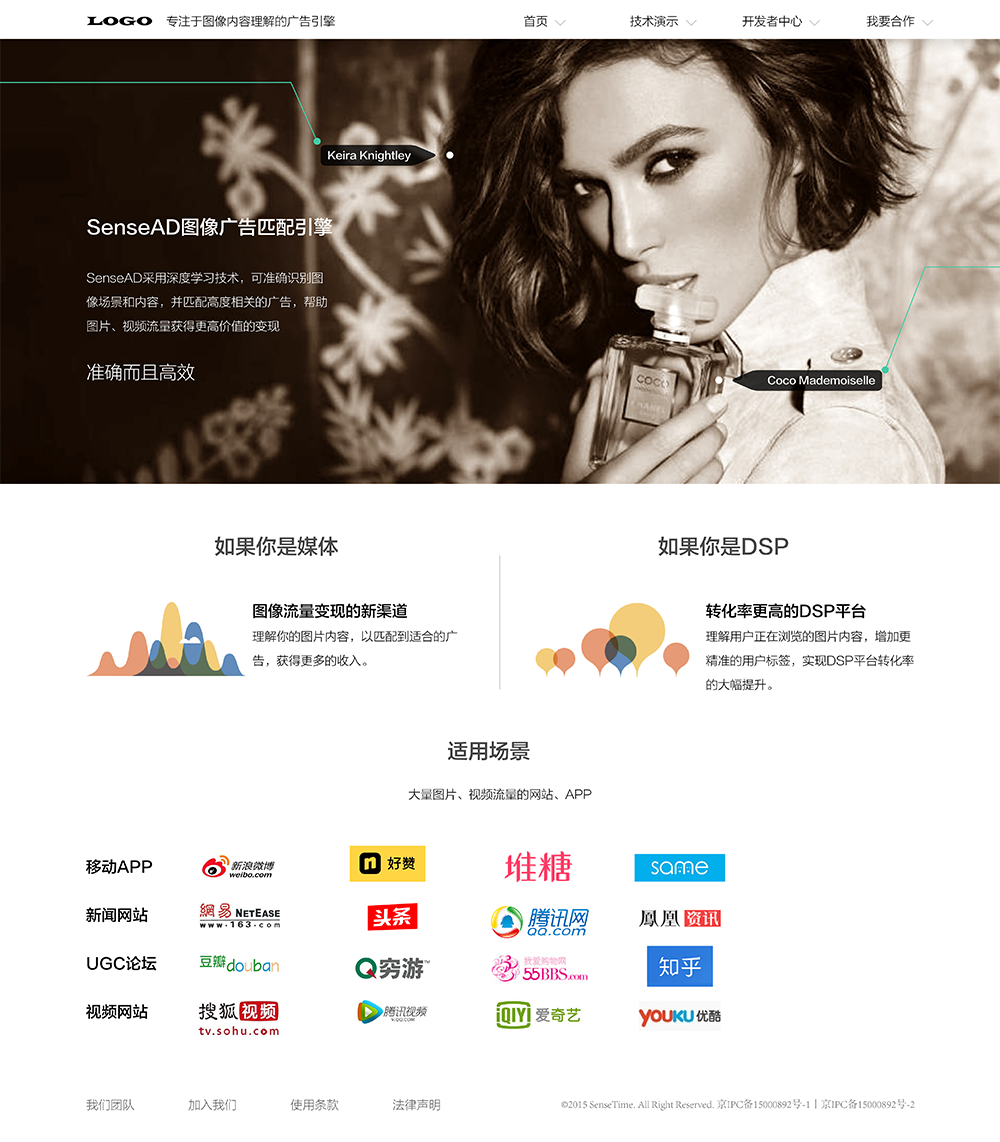 LOGO 专注于图像内容理解的广告引擎 首页 技术演示 开发者中心 我要合作
Keira Knightley
SenseAD图像广告匹配引擎
SenseAD采用深度学习技术，可准确识别图
像场景和内容，并匹配高度相关的广告，帮助
图片、视频流量获得更高价值的变现
准确而且高效
COCO
Coco Mademoiselle
如果你是媒体
图像流量变现的新渠道
理解你的图片内容，以匹配到适合的广
告，获得更多的收入。
如果你是DSP
转化率更高的DSP平台
理解用户正在浏览的图片内容，增加更
精准的用户标签，实现DSP平台转化率
的大幅提升。
适用场景
大量图片、视频流量的网站、APP
移动APP 新浪微博 weibo.com n 好赞 堆糖 same
新闻网站 網易 NETEASE www.163.com 头条 腾讯网 QQ.com 鳳凰 资讯
UGC论坛 豆瓣 douban Q穷游™ 我爱购物网 55BBS.com 知乎
视频网站 搜狐视频 tv.sohu.com 腾讯视频 V.QQ.COM iQIYI 爱奇艺 YOUKU 优酷
我们团队 加入我们 使用条款 法律声明 ©2015 SenseTime. All Right Reserved. 京IPC备15000892号-1 | 京IPC备15000892号-2